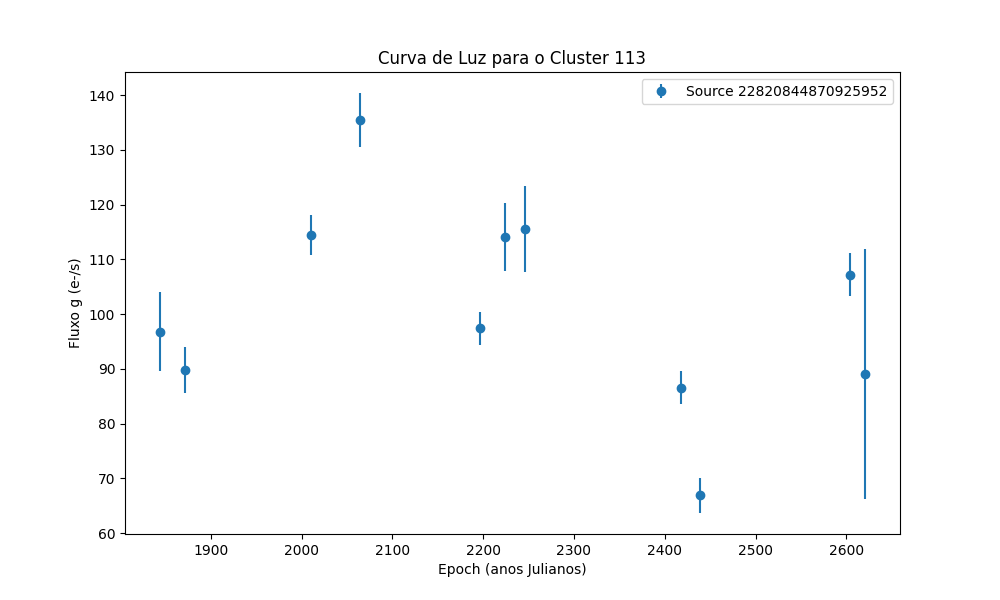 Curva de Luz para o Cluster 113
Source 22820844870925952
Fluxo g (e-/s)
140
130
120
110
100
90
80
70
60
1900 2000 2100 2200 2300 2400 2500 2600
Epoch (anos Julianos)